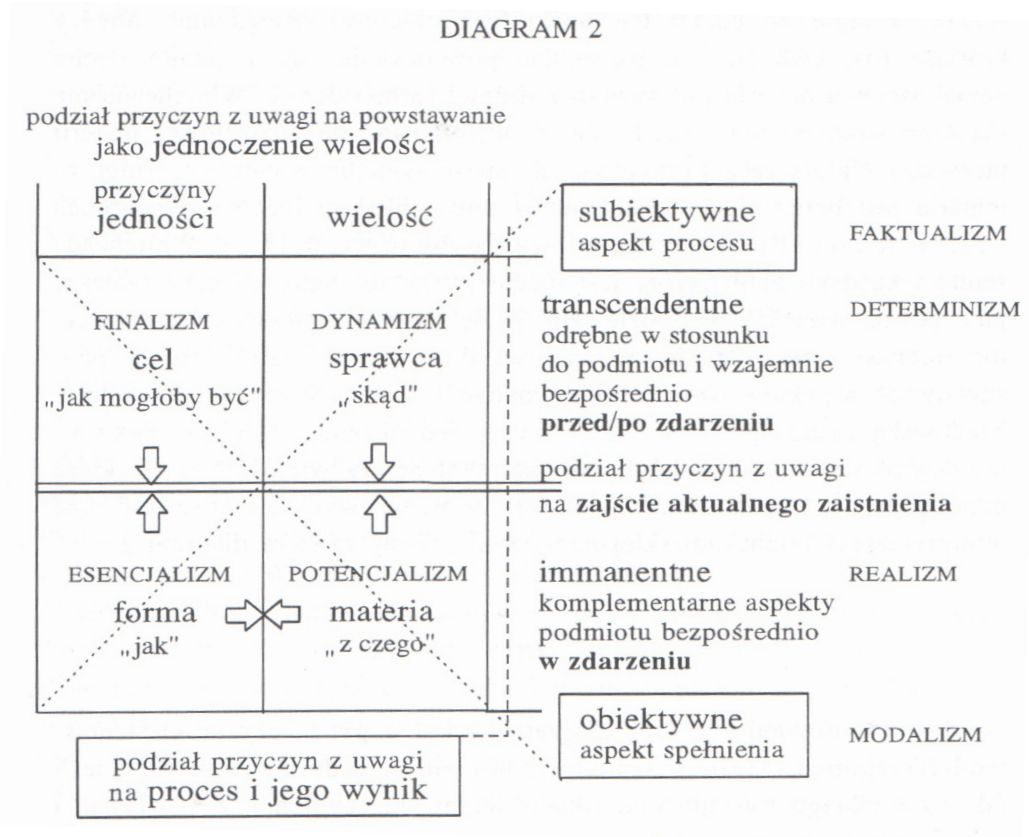 DIAGRAM 2
podział przyczyn z uwagi na powstawanie
jako jednoczenie wielości
przyczyny
jedności
wielość
subiektywne
aspekt procesu
FAKTUALIZM
FINALIZM
cel
„jak mogłoby być"
DYNAMIZM
sprawca
„skąd"
transcendentne
odrębne w stosunku
do podmiotu i wzajemnie
bezpośrednio
przed/po zdarzeniu
DETERMINIZM
podział przyczyn z uwagi
na zajście aktualnego zaistnienia
ESENCJALIZM
forma
„jak"
POTENCJALIZM
materia
„z czego"
immanentne
komplementarne aspekty
podmiotu bezpośrednio
w zdarzeniu
REALIZM
obiektywne
aspekt spełnienia
MODALIZM
podział przyczyn z uwagi
na proces i jego wynik